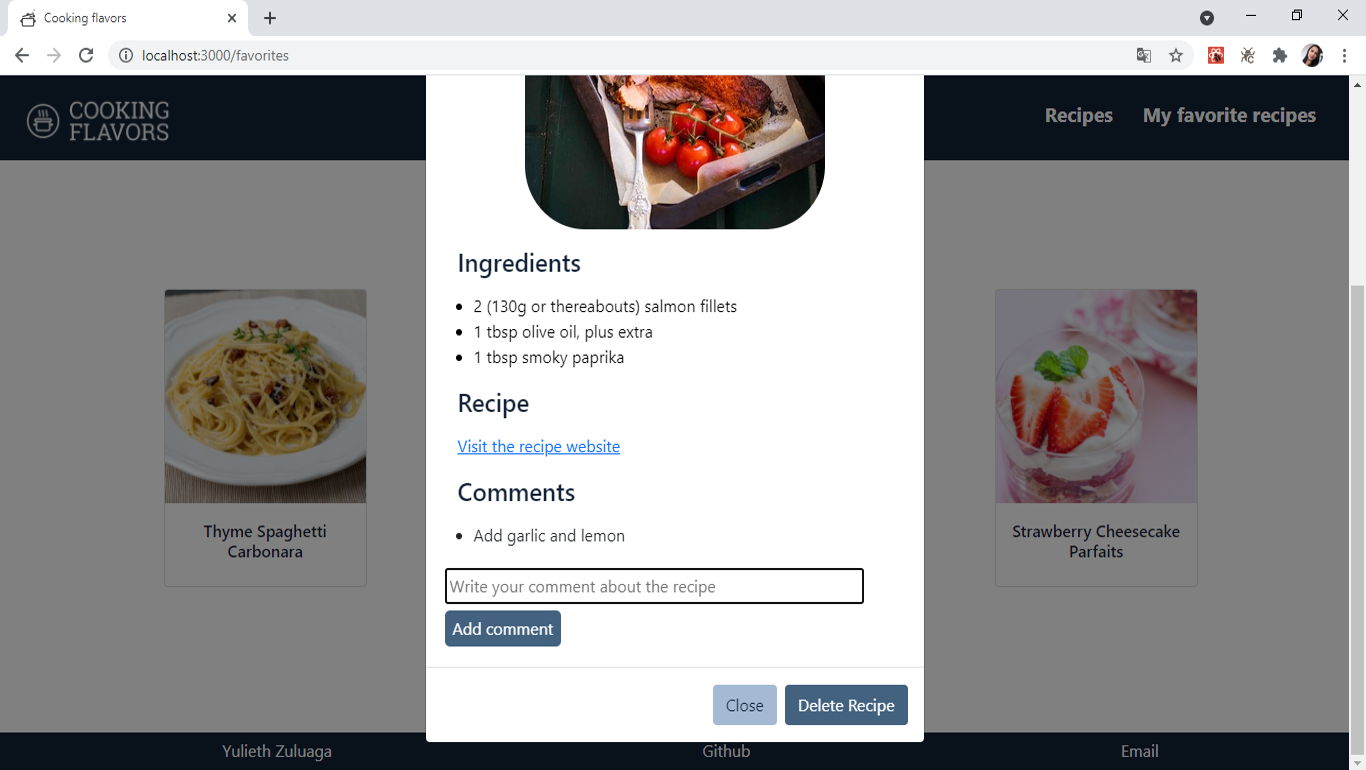 Cooking flavors
localhost:3000/favorites
COOKING
FLAVORS
Recipes
My favorite recipes
Ingredients
2 (130g or thereabouts) salmon fillets
1 tbsp olive oil, plus extra
1 tbsp smoky paprika
Recipe
Visit the recipe website
Comments
Add garlic and lemon
Write your comment about the recipe
Add comment
Close
Delete Recipe
Thyme Spaghetti
Carbonara
Strawberry Cheesecake
Parfaits
Yulieth Zuluaga
Github
Email